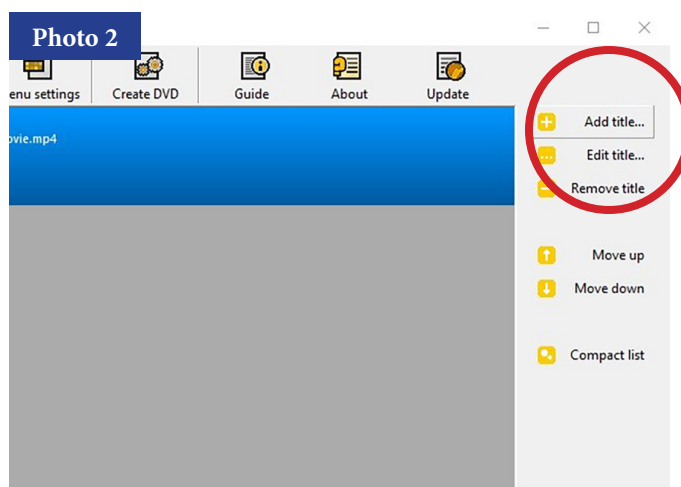 Photo 2
enu settings Create DVD Guide About Update
ovie.mp4
Add title...
Edit title...
Remove title
Move up
Move down
Compact list